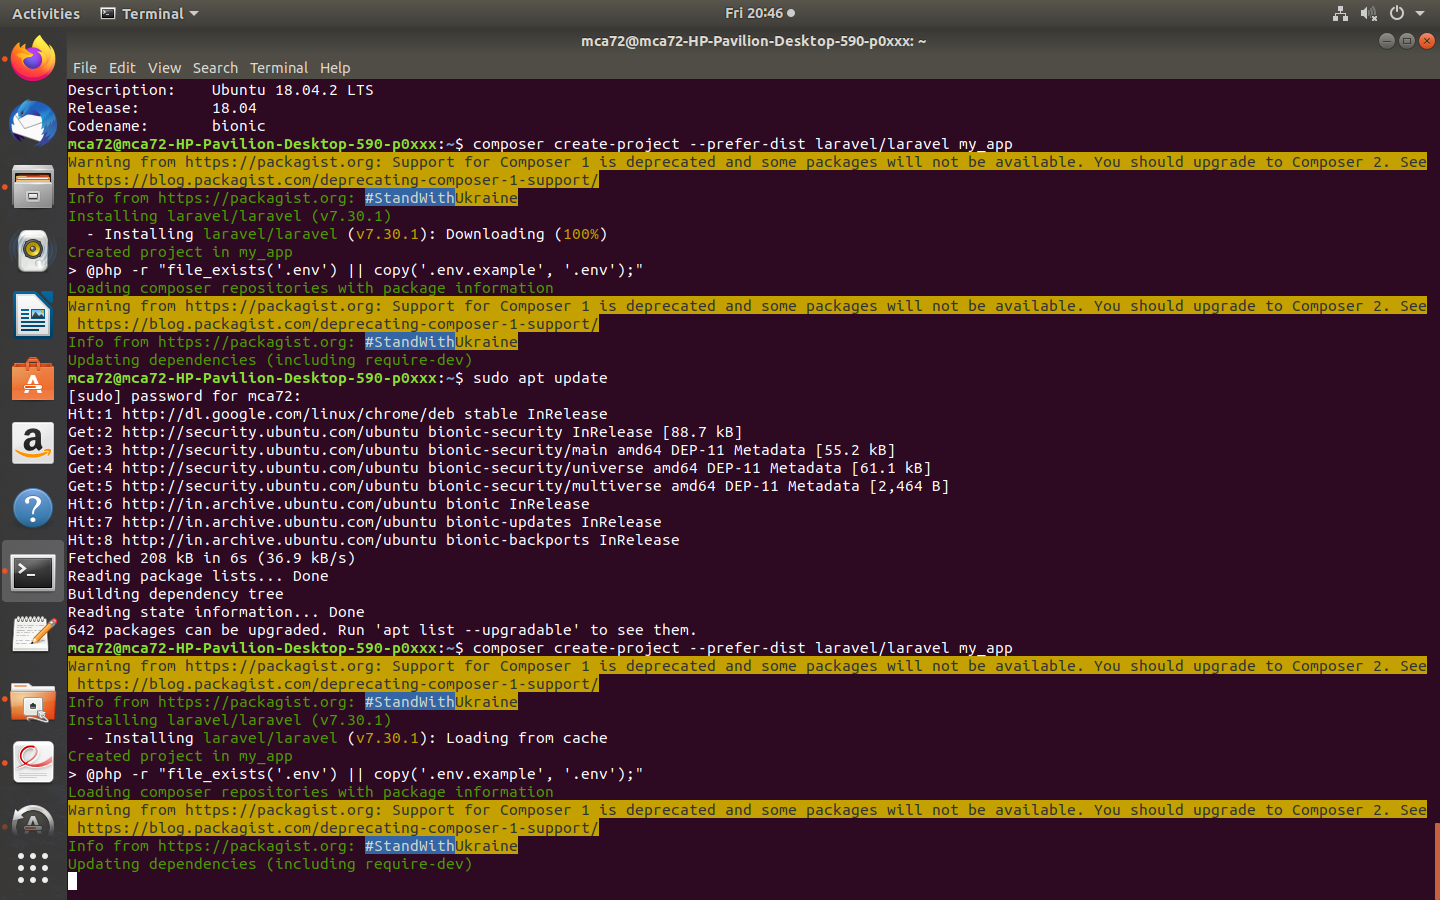 Activities
Terminal
Fri 20:46
mca72@mca72-HP-Pavilion-Desktop-590-p0xxx: ~
File Edit View Search Terminal Help
Description:    Ubuntu 18.04.2 LTS
Release:        18.04
Codename:       bionic
mca72@mca72-HP-Pavilion-Desktop-590-p0xxx:~$ composer create-project --prefer-dist laravel/laravel my_app
Warning from https://packagist.org: Support for Composer 1 is deprecated and some packages will not be available. You should upgrade to Composer 2. See
https://blog.packagist.com/deprecating-composer-1-support/
Info from https://packagist.org: #StandWithUkraine
Installing laravel/laravel (v7.30.1)
  - Installing laravel/laravel (v7.30.1): Downloading (100%)
Created project in my_app
> @php -r "file_exists('.env') || copy('.env.example', '.env');"
Loading composer repositories with package information
Warning from https://packagist.org: Support for Composer 1 is deprecated and some packages will not be available. You should upgrade to Composer 2. See
https://blog.packagist.com/deprecating-composer-1-support/
Info from https://packagist.org: #StandWithUkraine
Updating dependencies (including require-dev)
mca72@mca72-HP-Pavilion-Desktop-590-p0xxx:~$ sudo apt update
[sudo] password for mca72:
Hit:1 http://dl.google.com/linux/chrome/deb stable InRelease
Get:2 http://security.ubuntu.com/ubuntu bionic-security InRelease [88.7 kB]
Get:3 http://security.ubuntu.com/ubuntu bionic-security/main amd64 DEP-11 Metadata [55.2 kB]
Get:4 http://security.ubuntu.com/ubuntu bionic-security/universe amd64 DEP-11 Metadata [61.1 kB]
Get:5 http://security.ubuntu.com/ubuntu bionic-security/multiverse amd64 DEP-11 Metadata [2,464 B]
Hit:6 http://in.archive.ubuntu.com/ubuntu bionic InRelease
Hit:7 http://in.archive.ubuntu.com/ubuntu bionic-updates InRelease
Hit:8 http://in.archive.ubuntu.com/ubuntu bionic-backports InRelease
Fetched 208 kB in 6s (36.9 kB/s)
Reading package lists... Done
Building dependency tree
Reading state information... Done
642 packages can be upgraded. Run 'apt list --upgradable' to see them.
mca72@mca72-HP-Pavilion-Desktop-590-p0xxx:~$ composer create-project --prefer-dist laravel/laravel my_app
Warning from https://packagist.org: Support for Composer 1 is deprecated and some packages will not be available. You should upgrade to Composer 2. See
https://blog.packagist.com/deprecating-composer-1-support/
Info from https://packagist.org: #StandWithUkraine
Installing laravel/laravel (v7.30.1)
  - Installing laravel/laravel (v7.30.1): Loading from cache
Created project in my_app
> @php -r "file_exists('.env') || copy('.env.example', '.env');"
Loading composer repositories with package information
Warning from https://packagist.org: Support for Composer 1 is deprecated and some packages will not be available. You should upgrade to Composer 2. See
https://blog.packagist.com/deprecating-composer-1-support/
Info from https://packagist.org: #StandWithUkraine
Updating dependencies (including require-dev)